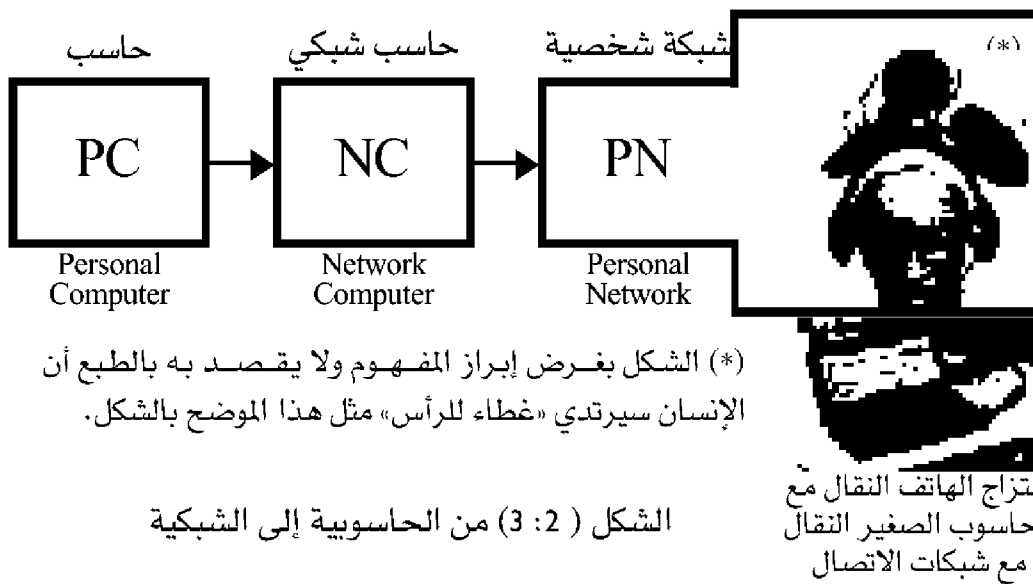 حاسب
حاسب شبكي
شبكة شخصية
(*)
PC
NC
PN
Personal
Computer
Network
Computer
Personal
Network
(*) الشكل بغرض إبراز المفهوم ولا يقصد به بالطبع أن
الإنسان سيرتدي «غطاء للرأس» مثل هذا الموضح بالشكل.
الشكل ( 2: 3) من الحاسوبية إلى الشبكية
متزاج الهاتف النقال مع
حاسوب الصغير النقال
مع شبكات الاتصال